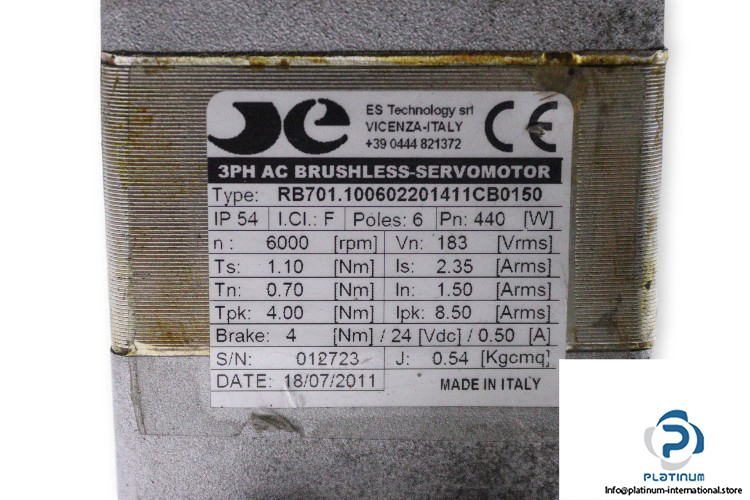 ES Technology srl
VICENZA-ITALY
+39 0444 821372
CE
3PH AC BRUSHLESS-SERVOMOTOR
Type: RB701.100602201411CB0150
IP 54 I.Cl.: F Poles: 6 Pn: 440 [W]
n : 6000 [rpm] Vn: 183 [Vrms]
Ts: 1.10 [Nm] Is: 2.35 [Arms]
Tn: 0.70 [Nm] In: 1.50 [Arms]
Tpk: 4.00 [Nm] Ipk: 8.50 [Arms]
Brake: 4 [Nm] / 24 [Vdc] / 0.50 [A]
S/N: 012723 J: 0.54 [Kgcmq]
DATE: 18/07/2011 MADE IN ITALY
PLATINUM
Info@platinum-international.store